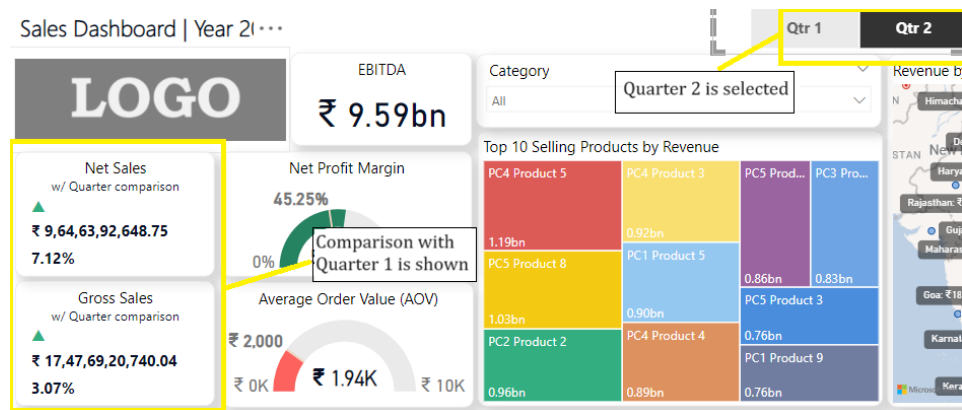 Sales Dashboard | Year 2(···
Qtr 1
Qtr 2
LOGO
EBITDA
₹ 9.59bn
Category
All
Quarter 2 is selected
Revenue by
Himacha
STAN
New
Harya
Rajasthan: ₹
Guj
Mahara
Goa: ₹18
Karnat
Kera
Net Sales
w/ Quarter comparison
₹ 9,64,63,92,648.75
7.12%
Gross Sales
w/ Quarter comparison
₹ 17,47,69,20,740.04
3.07%
Net Profit Margin
45.25%
0%
Comparison with
Quarter 1 is shown
Average Order Value (AOV)
₹ 2,000
₹ 0K
₹ 1.94K
₹ 10K
Top 10 Selling Products by Revenue
PC4 Product 5
1.19bn
PC5 Product 8
1.03bn
PC2 Product 2
0.96bn
PC4 Product 3
0.92bn
PC1 Product 5
0.90bn
PC4 Product 4
0.89bn
PC5 Prod...
0.86bn
PC3 Pro...
0.83bn
PC5 Product 3
0.76bn
PC1 Product 9
0.76bn